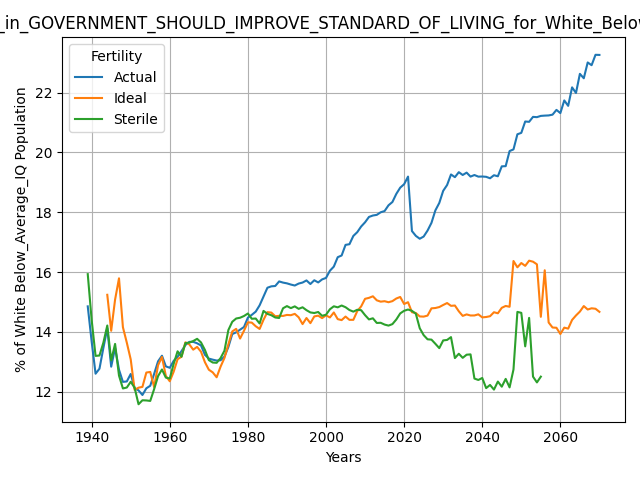 _in_GOVERNMENT_SHOULD_IMPROVE_STANDARD_OF_LIVING_for_White_Below
Fertility
Actual
Ideal
Sterile
% of White Below_Average_IQ Population
22
20
18
16
14
12
1940
1960
1980
2000
2020
2040
2060
Years